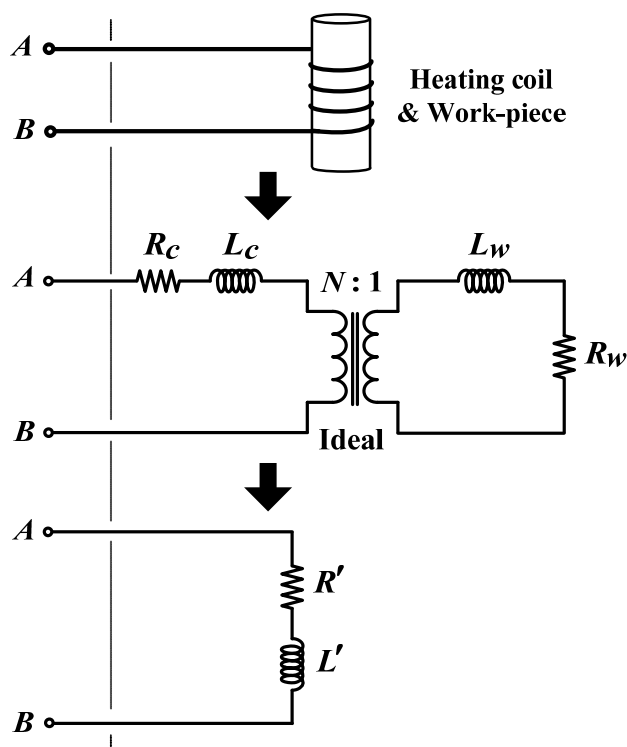 A
B
Heating coil
& Work-piece
Rc Lc Lw
A
N : 1
Rw
B
Ideal
A
R'
L'
B